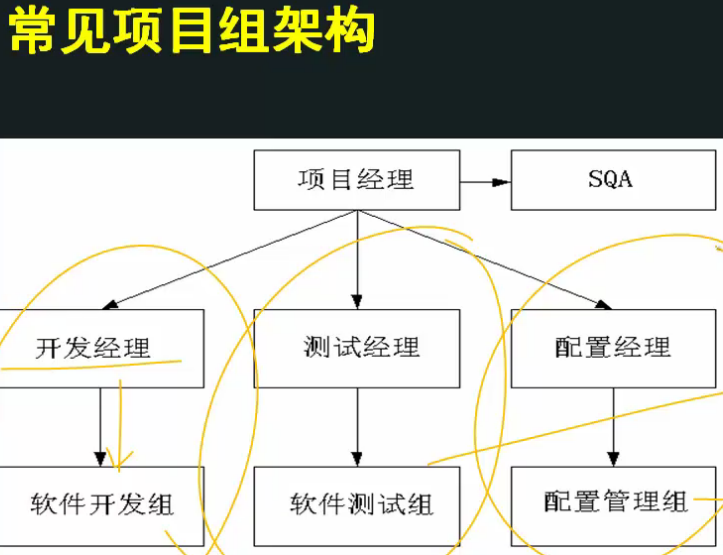 常见项目组架构
项目经理
SQA
开发经理
测试经理
配置经理
软件开发组
软件测试组
配置管理组